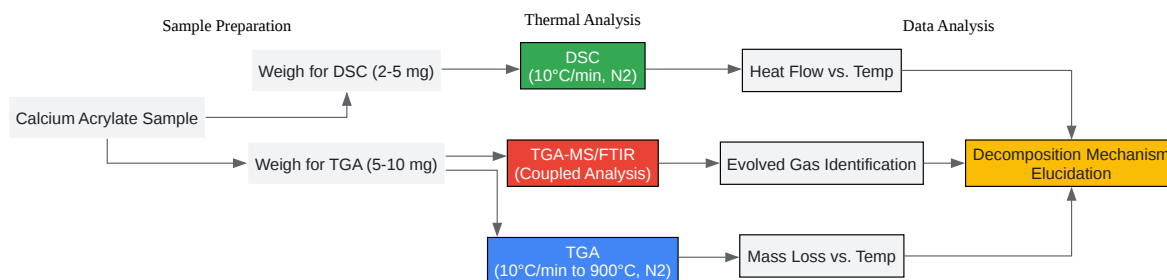 Sample Preparation
Thermal Analysis
Data Analysis
Weigh for DSC (2-5 mg)
DSC
(10°C/min, N2)
Heat Flow vs. Temp
Calcium Acrylate Sample
Weigh for TGA (5-10 mg)
TGA-MS/FTIR
(Coupled Analysis)
Evolved Gas Identification
Decomposition Mechanism
Elucidation
TGA
(10°C/min to 900°C, N2)
Mass Loss vs. Temp